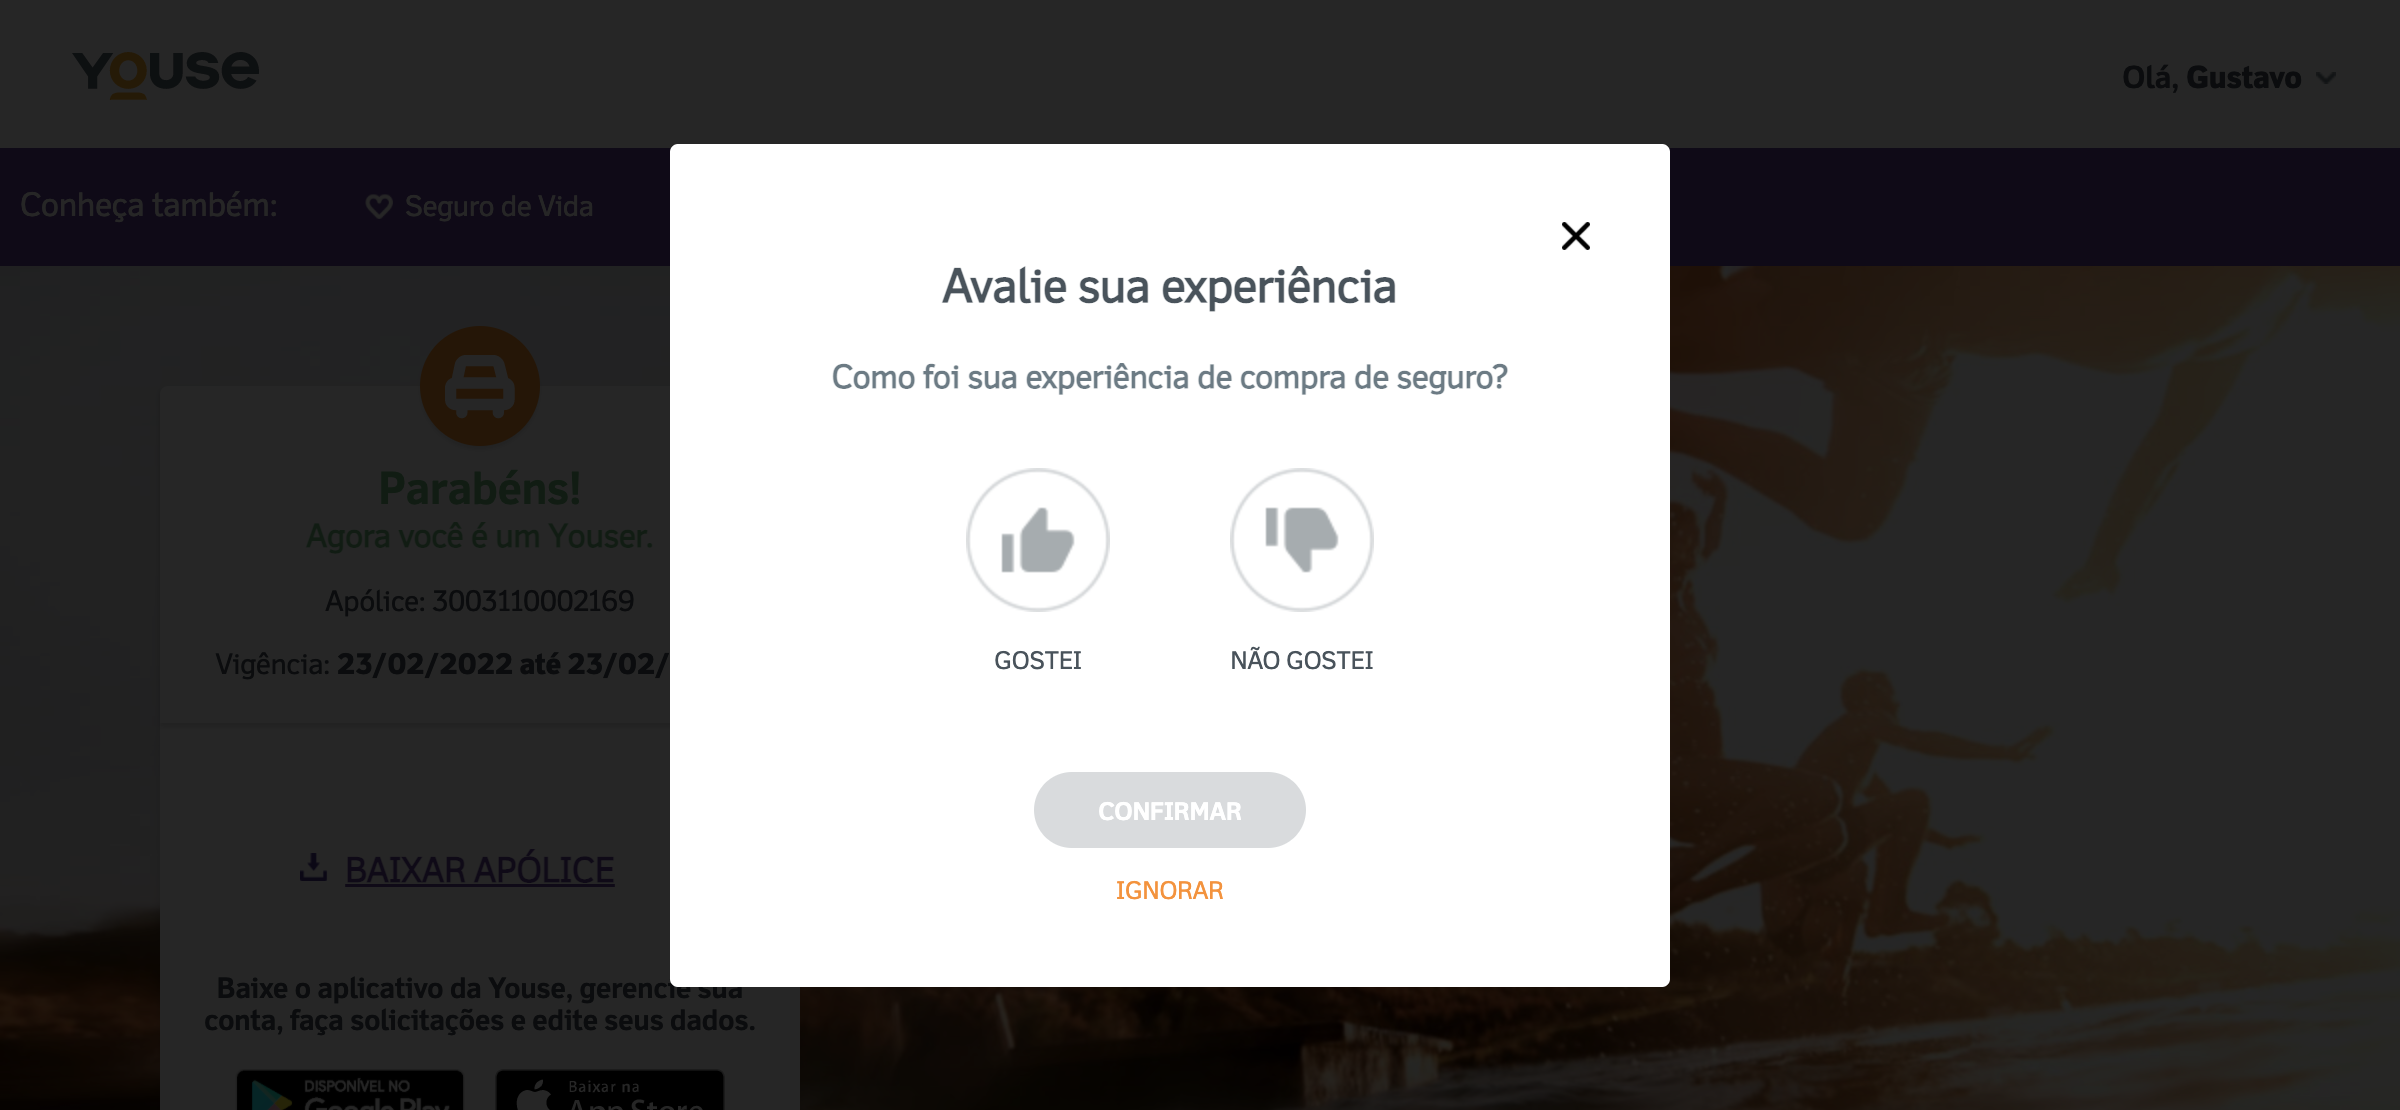 Youse
Olá, Gustavo
Conheça também:
Seguro de Vida
Avalie sua experiência
Como foi sua experiência de compra de seguro?
GOSTEI
NÃO GOSTEI
CONFIRMAR
IGNORAR
Parabéns!
Agora você é um Youser.
Apólice: 3003110002169
Vigência: 23/02/2022 até 23/02/
BAIXAR APÓLICE
Baixe o aplicativo da Youse, gerencie sua
conta, faça solicitações e edite seus dados.
DISPONÍVEL NO
Google Play
Baixar na
App Store